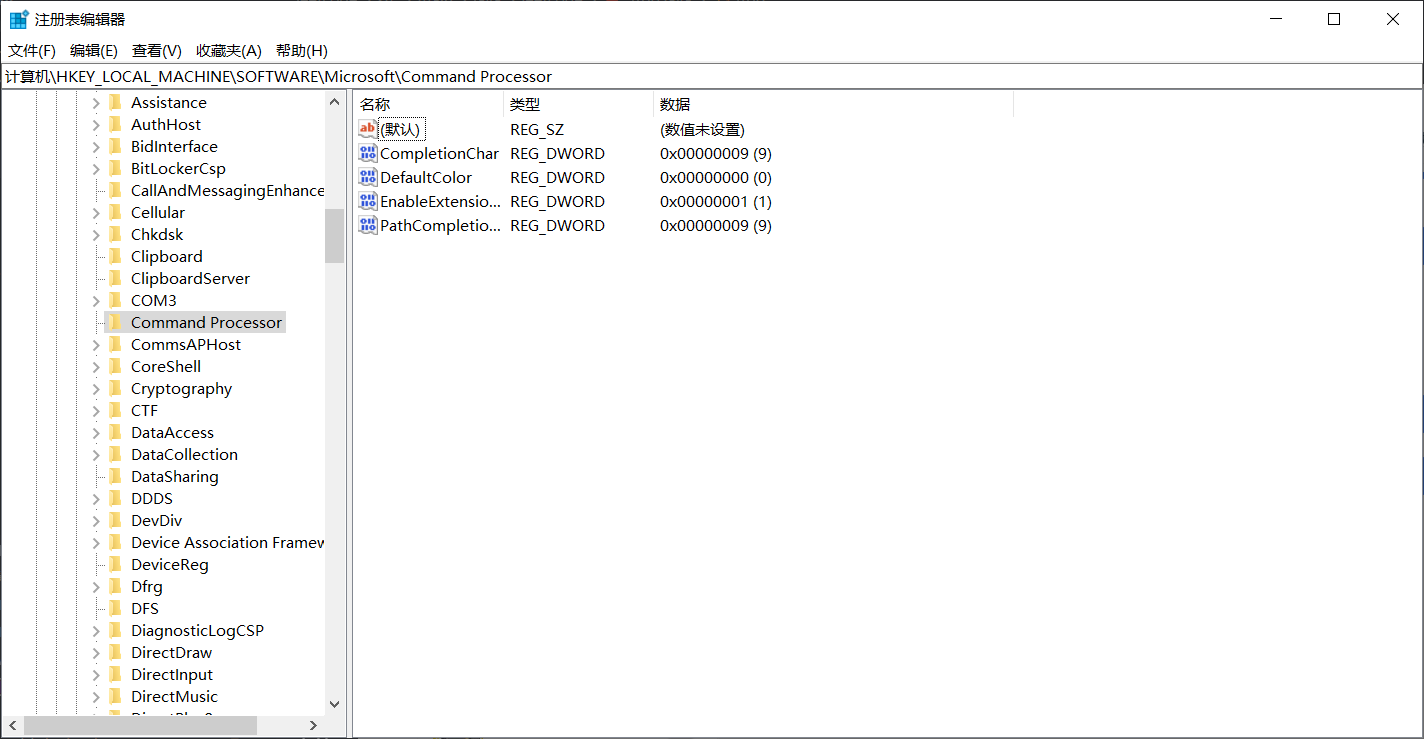 注册表编辑器
文件(F) 编辑(E) 查看(V) 收藏夹(A) 帮助(H)
计算机\HKEY_LOCAL_MACHINE\SOFTWARE\Microsoft\Command Processor
Assistance
AuthHost
BidInterface
BitLockerCsp
CallAndMessagingEnhance
Cellular
Chkdsk
Clipboard
ClipboardServer
COM3
Command Processor
CommsAPHost
CoreShell
Cryptography
CTF
DataAccess
DataCollection
DataSharing
DDDS
DevDiv
Device Association Framew
DeviceReg
Dfrg
DFS
DiagnosticLogCSP
DirectDraw
DirectInput
DirectMusic
名称 类型 数据
(默认) REG_SZ (数值未设置)
CompletionChar REG_DWORD 0x00000009 (9)
DefaultColor REG_DWORD 0x00000000 (0)
EnableExtensio... REG_DWORD 0x00000001 (1)
PathCompletio... REG_DWORD 0x00000009 (9)